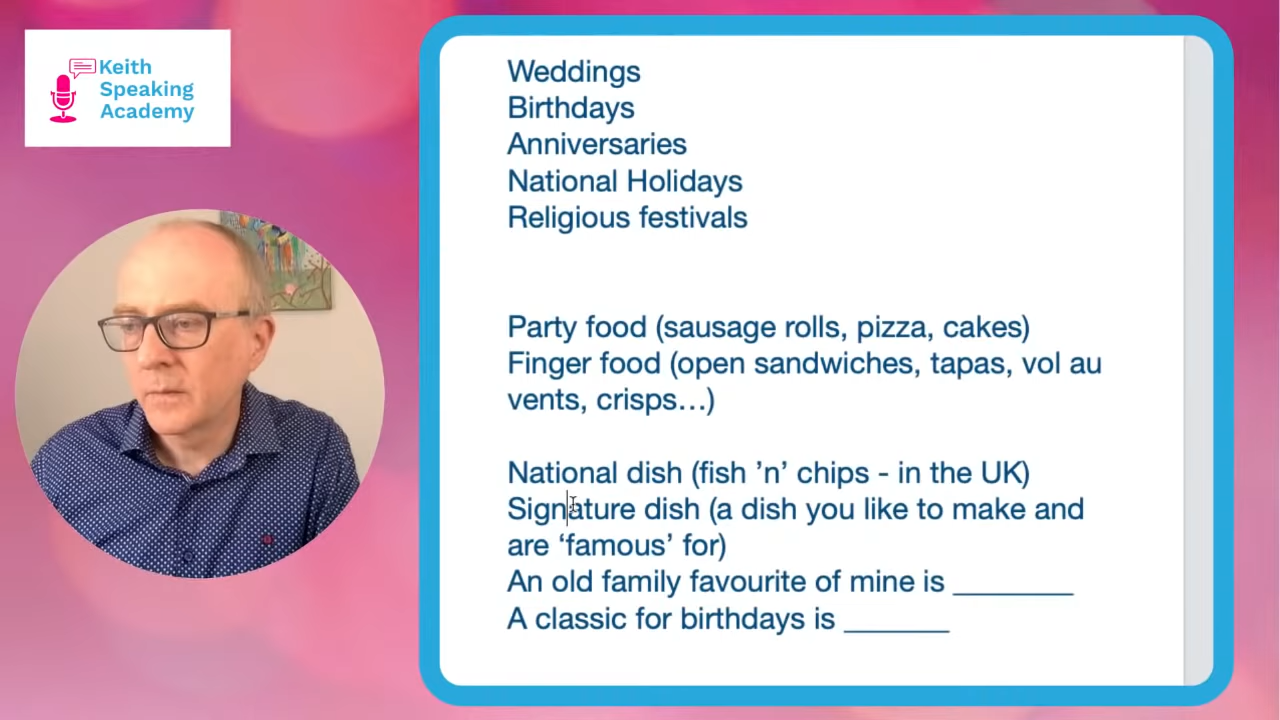 Keith
Speaking
Academy
Weddings
Birthdays
Anniversaries
National Holidays
Religious festivals
Party food (sausage rolls, pizza, cakes)
Finger food (open sandwiches, tapas, vol au
vents, crisps…)
National dish (fish ’n’ chips - in the UK)
Signature dish (a dish you like to make and
are ‘famous’ for)
An old family favourite of mine is ________
A classic for birthdays is _______